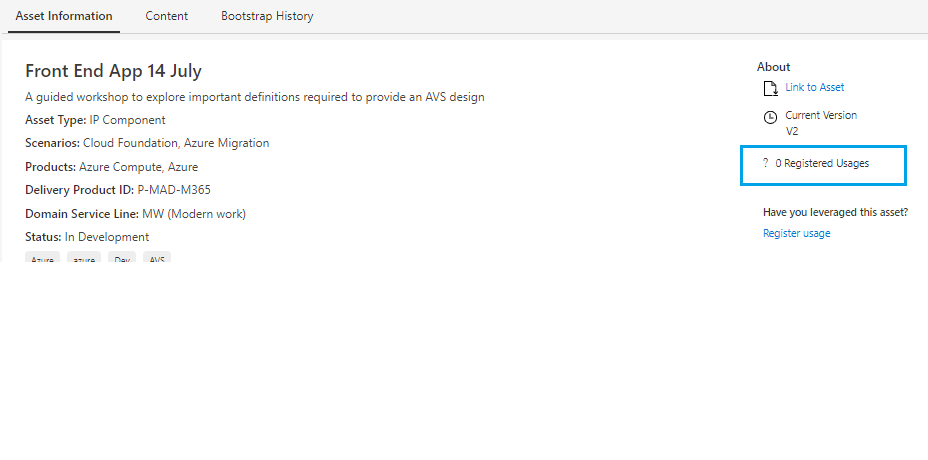 Asset Information Content Bootstrap History
Front End App 14 July
A guided workshop to explore important definitions required to provide an AVS design
Asset Type: IP Component
Scenarios: Cloud Foundation, Azure Migration
Products: Azure Compute, Azure
Delivery Product ID: P-MAD-M365
Domain Service Line: MW (Modern work)
Status: In Development
Azure azure Dev AVS
About
Link to Asset
Current Version
V2
? 0 Registered Usages
Have you leveraged this asset?
Register usage